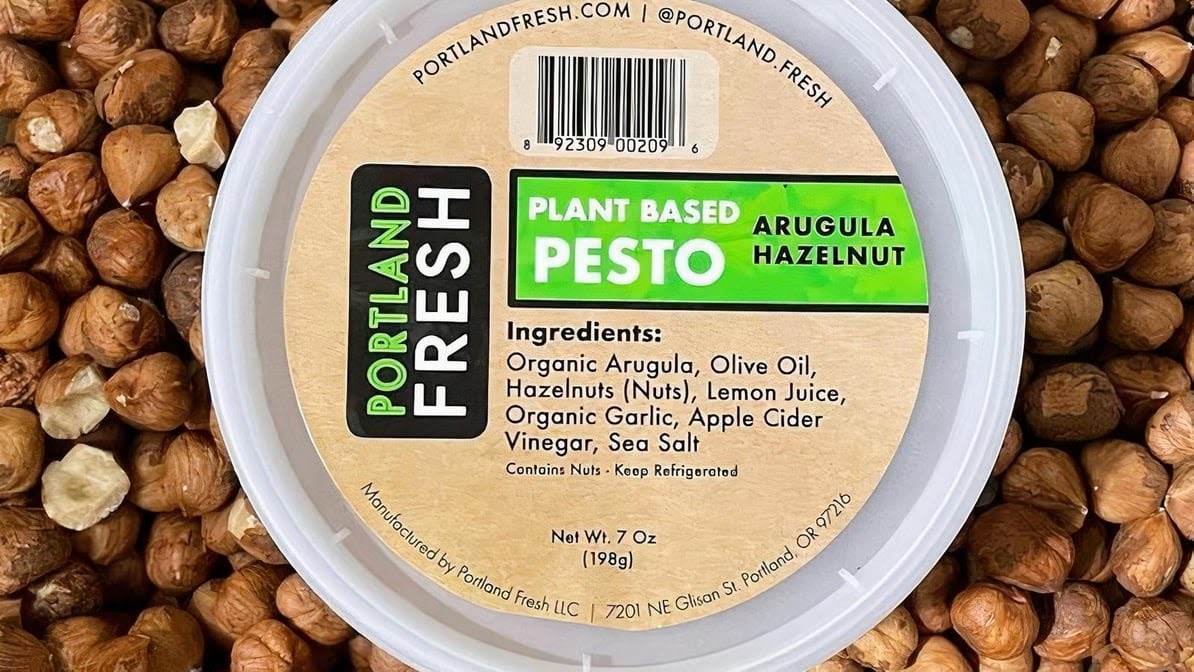 PORTLANDFRESH.COM | @PORTLAND.FRESH
8 92309 00209 6
PORTLAND
FRESH
PLANT BASED
PESTO
ARUGULA
HAZELNUT
Ingredients:
Organic Arugula, Olive Oil,
Hazelnuts (Nuts), Lemon Juice,
Organic Garlic, Apple Cider
Vinegar, Sea Salt
Contains Nuts - Keep Refrigerated
Net Wt. 7 Oz
(198g)
Manufactured by Portland Fresh LLC | 7201 NE Glisan St. Portland, OR 97216